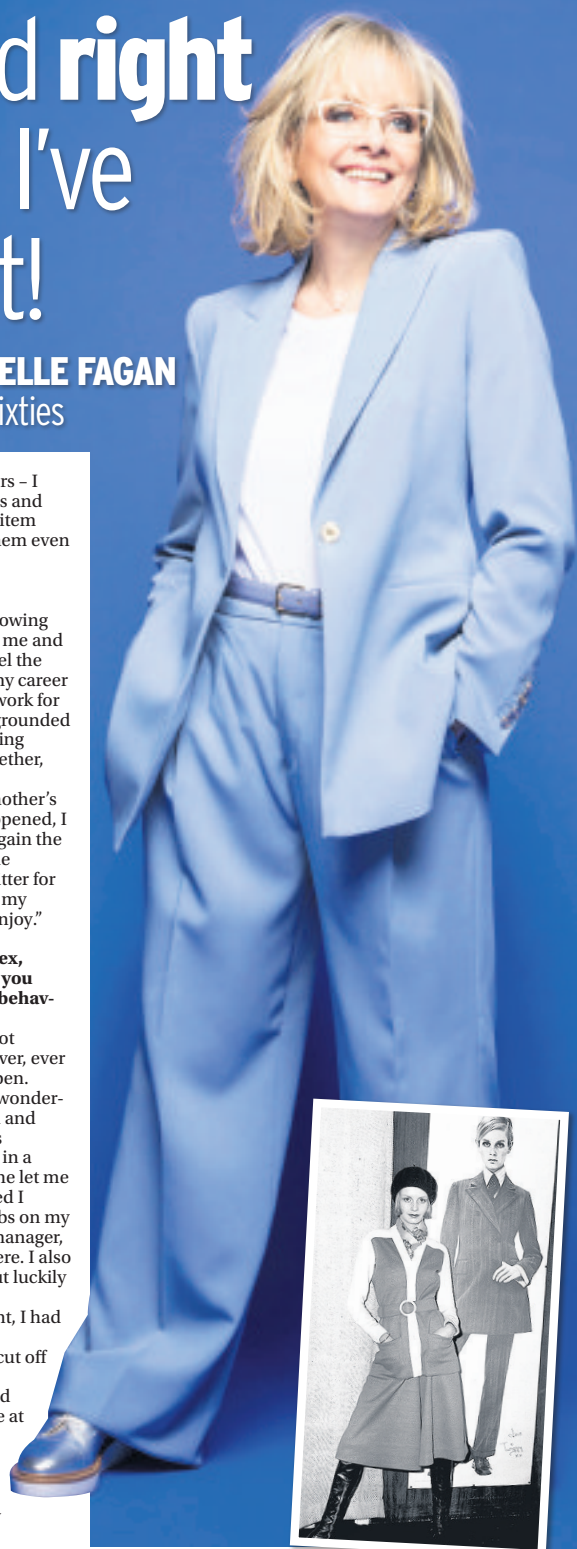 d right
I've
t!
ELLE FAGAN
ixties
rs – I
s and
item
em even
owing
me and
el the
ny career
work for
grounded
ing
ether,
nother's
pened, I
gain the
e
tter for
my
njoy."
ex,
you
behav-
ot
ver, ever
pen.
wonder-
and
s
in a
ne let me
ed I
bs on my
manager,
ere. I also
ut luckily
nt, I had
cut off
d
e at